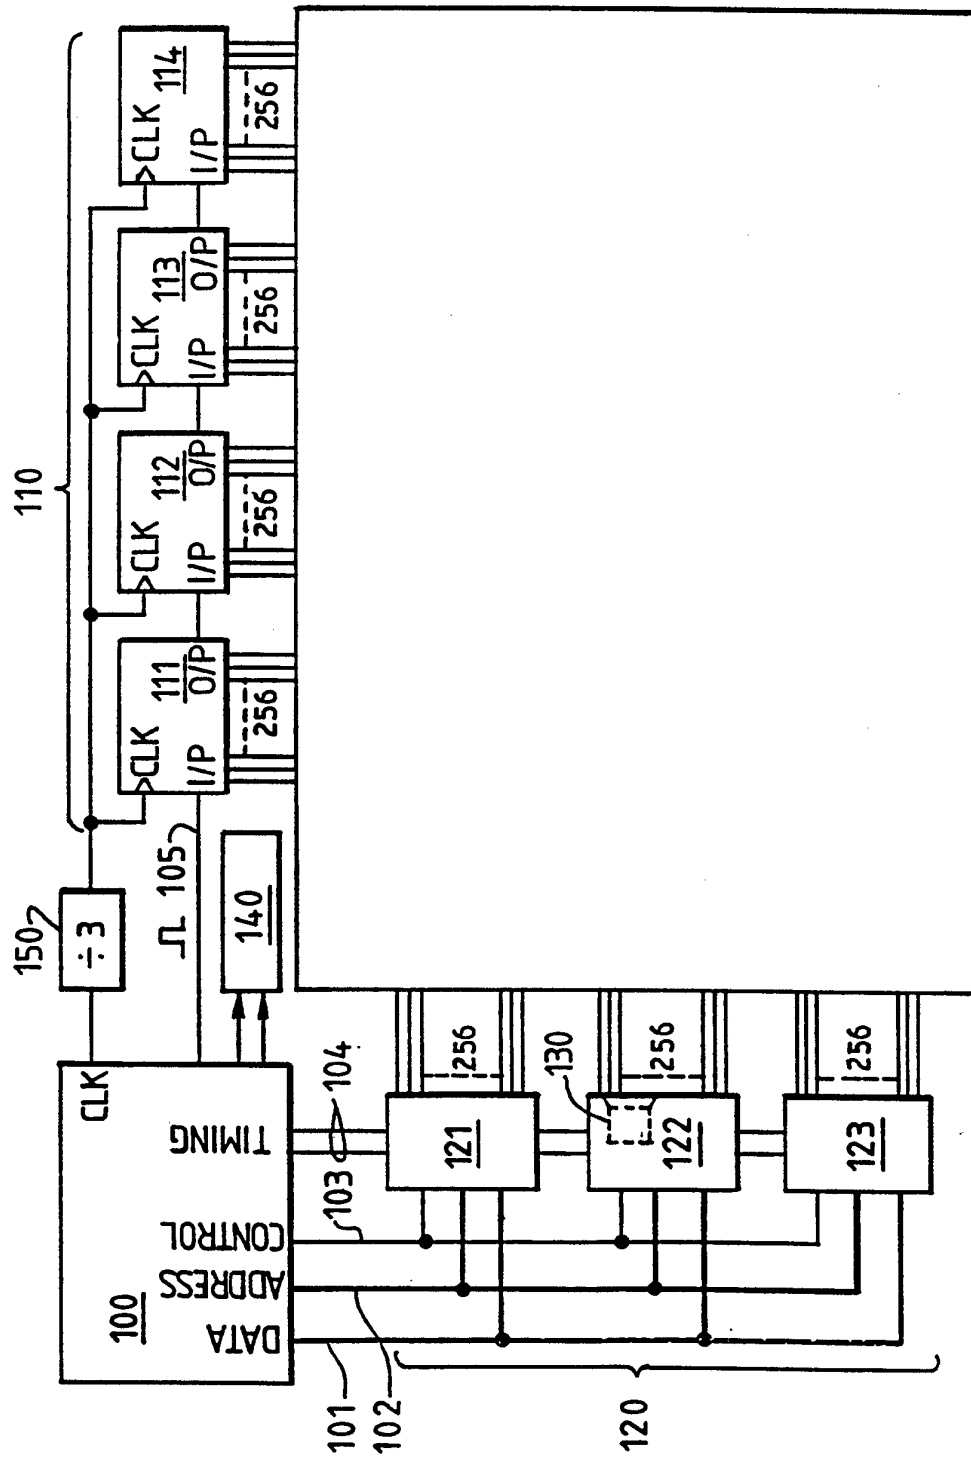 110
150
÷3
CLK
105
140
CLK
111
I/P O/P
256
CLK
112
I/P O/P
256
CLK
113
I/P O/P
256
CLK
114
I/P
256
100
DATA
ADDRESS
CONTROL
TIMING
101
102
103
104
121
256
130
122
256
123
256
120